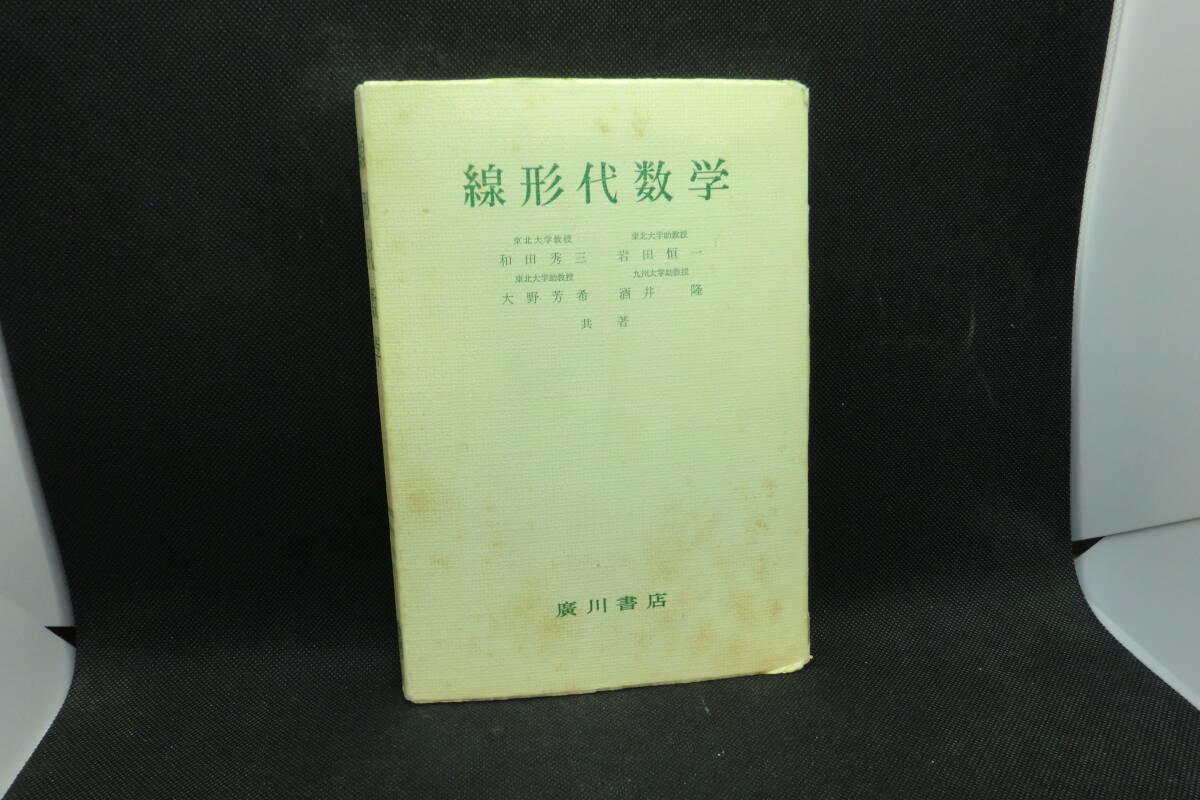 線形代数学
東北大学教授 東北大学助教授
和田秀三 岩田恒一
東北大学助教授 九州大学助教授
大野芳希 酒井 隆
共著
廣川書店